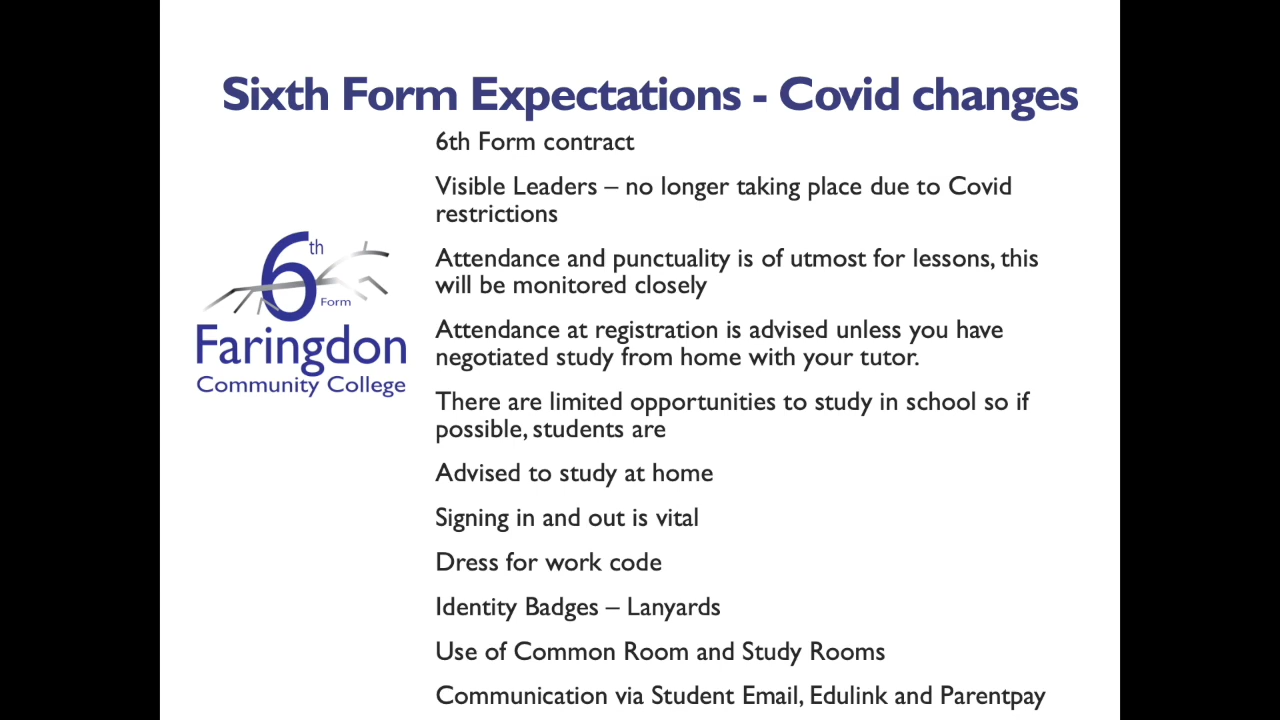 Sixth Form Expectations - Covid changes
6th Form contract
Visible Leaders – no longer taking place due to Covid
restrictions
Attendance and punctuality is of utmost for lessons, this
will be monitored closely
Attendance at registration is advised unless you have
negotiated study from home with your tutor.
There are limited opportunities to study in school so if
possible, students are
Advised to study at home
Signing in and out is vital
Dress for work code
Identity Badges – Lanyards
Use of Common Room and Study Rooms
Communication via Student Email, Edulink and Parentpay
6th
Form
Faringdon
Community College